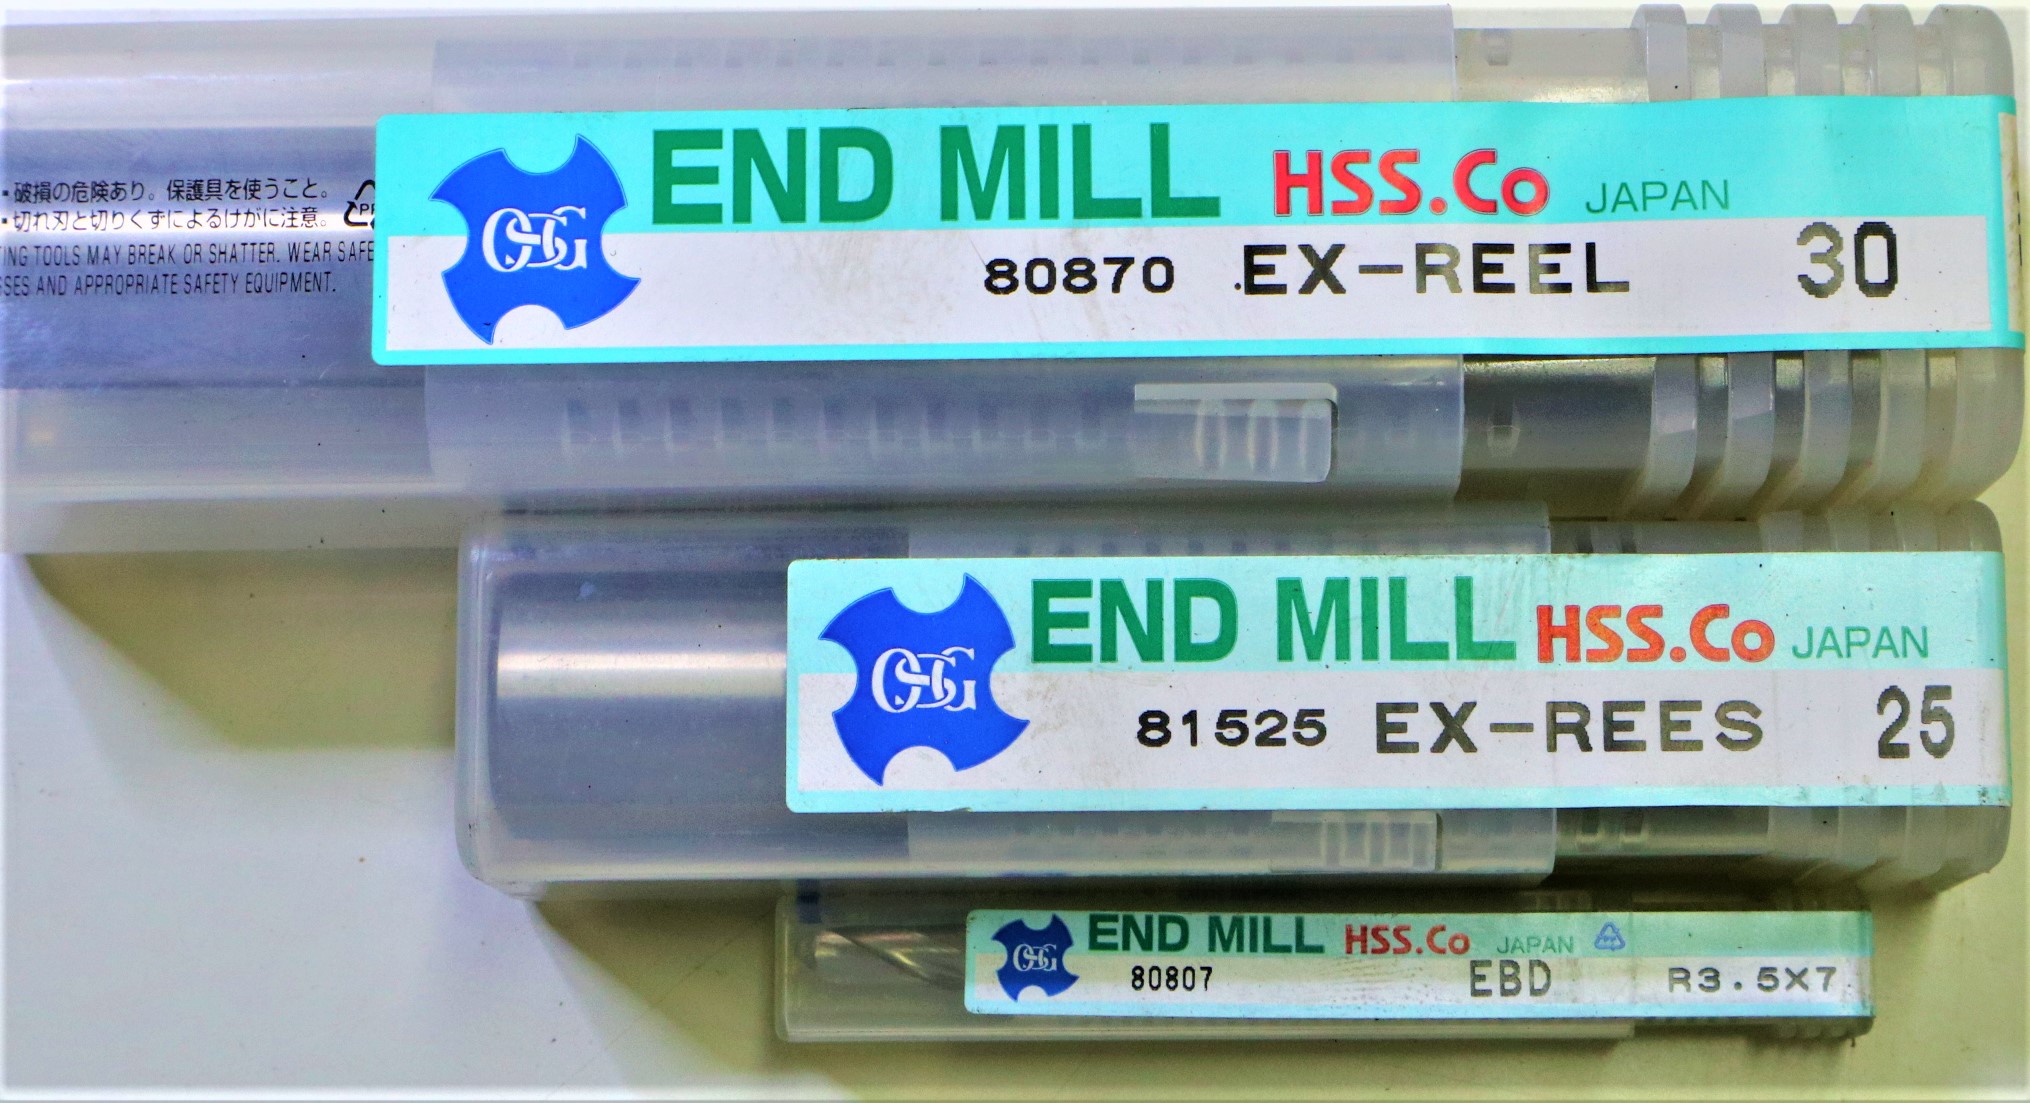 ・破損の危険あり。保護具を使うこと。
・切れ刃と切りくずによるけがに注意。
TOOLS MAY BREAK OR SHATTER. WEAR
AND APPROPRIATE SAFETY EQUIPMENT.
OSG END MILL HSS.Co JAPAN
80870 EX-REEL 30
OSG END MILL HSS.Co JAPAN
81525 EX-REES 25
OSG END MILL HSS.Co JAPAN
80807 EBD R3.5X7